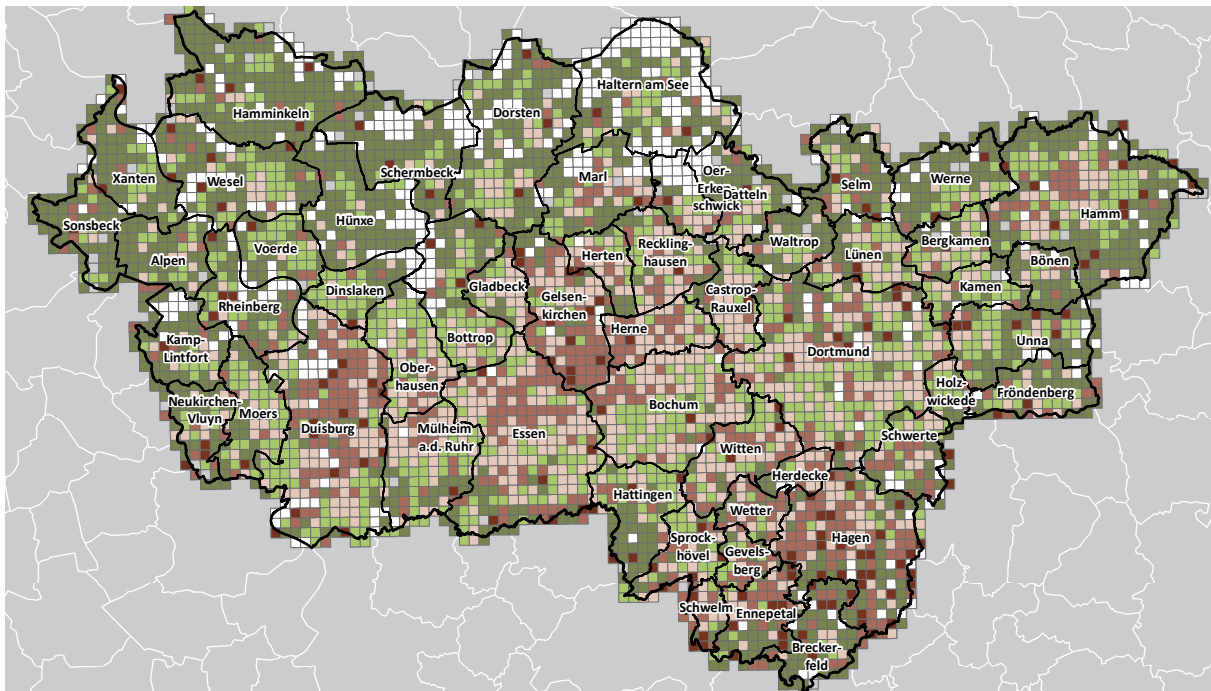 Haltern am See
Hamminkeln
Dorsten
Schermbeck
Marl
Oer-
Erken-
schwick
Datteln
Xanten
Wesel
Selm
Werne
Hamm
Sonsbeck
Hünxe
Alpen
Voerde
Herten
Reckling-
hausen
Waltrop
Lünen
Bergkamen
Bönen
Kamen
Dinslaken
Gladbeck
Gelsen-
kirchen
Castrop-
Rauxel
Rheinberg
Herne
Kamp-
Lintfort
Bottrop
Dortmund
Unna
Ober-
hausen
Holz-
wickede
Fröndenberg
Neukirchen-
Vluyn
Moers
Duisburg
Mülheim
a.d. Ruhr
Essen
Bochum
Witten
Schwerte
Herdecke
Hattingen
Wetter
Hagen
Sprock-
hövel
Gevels-
berg
Schwelm
Ennepetal
Brecker-
feld